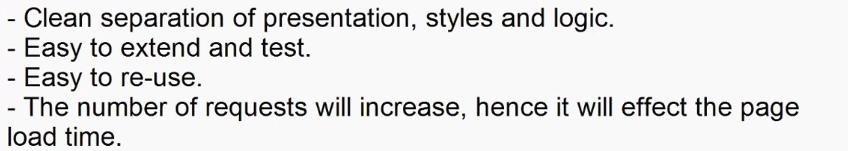 - Clean separation of presentation, styles and logic.
- Easy to extend and test.
- Easy to re-use.
- The number of requests will increase, hence it will effect the page
load time.